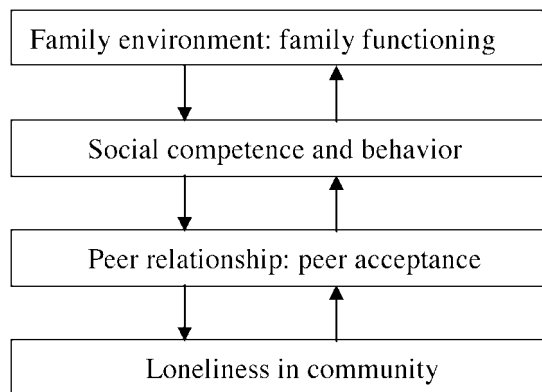 Family environment: family functioning
Social competence and behavior
Peer relationship: peer acceptance
Loneliness in community